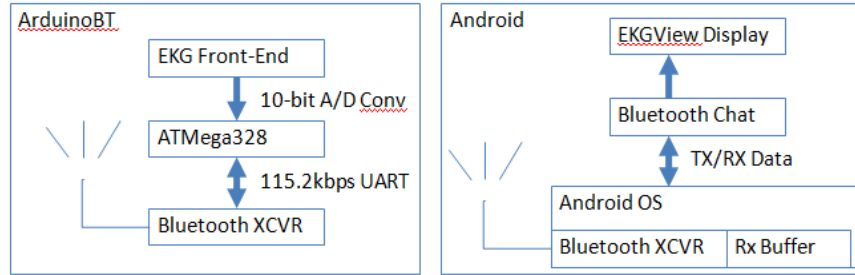 ArduinoBT
EKG Front-End
10-bit A/D Conv
ATMega328
115.2kbps UART
Bluetooth XCVR
Android
EKGView Display
Bluetooth Chat
TX/RX Data
Android OS
Bluetooth XCVR
Rx Buffer